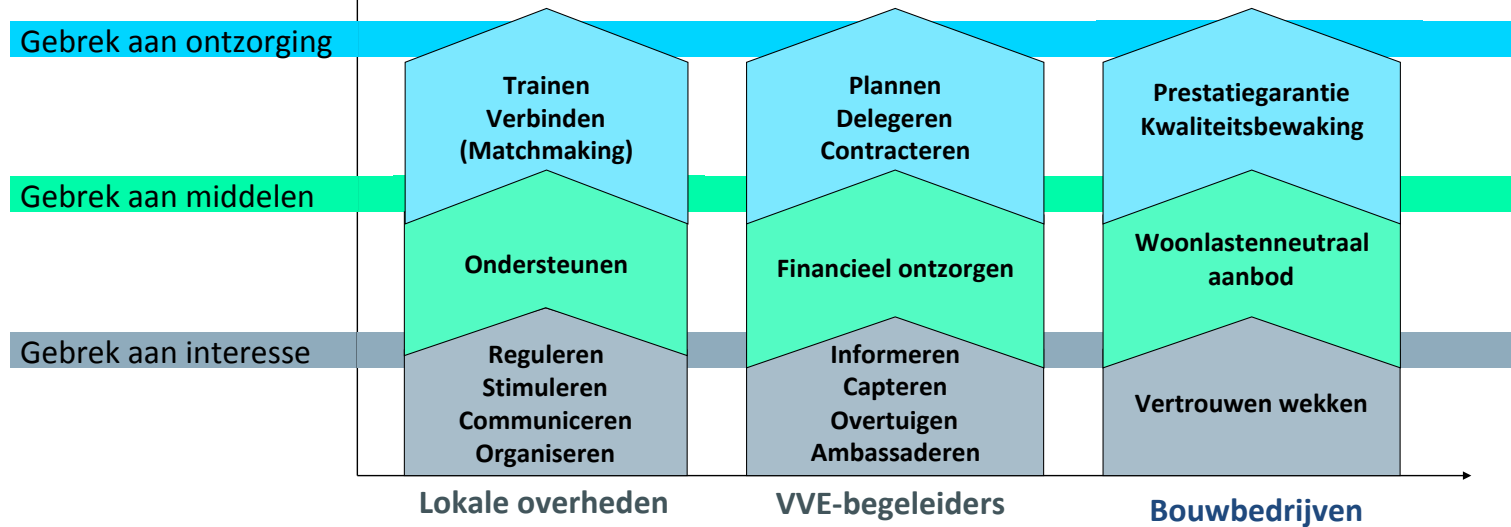 Gebrek aan ontzorging
Trainen
Verbinden
(Matchmaking)
Plannen
Delegeren
Contracteren
Prestatiegarantie
Kwaliteitsbewaking
Gebrek aan middelen
Ondersteunen
Financieel ontzorgen
Woonlastenneutraal
aanbod
Gebrek aan interesse
Reguleren
Stimuleren
Communiceren
Organiseren
Informeren
Capteren
Overtuigen
Ambassaderen
Vertrouwen wekken
Lokale overheden
VVE-begeleiders
Bouwbedrijven